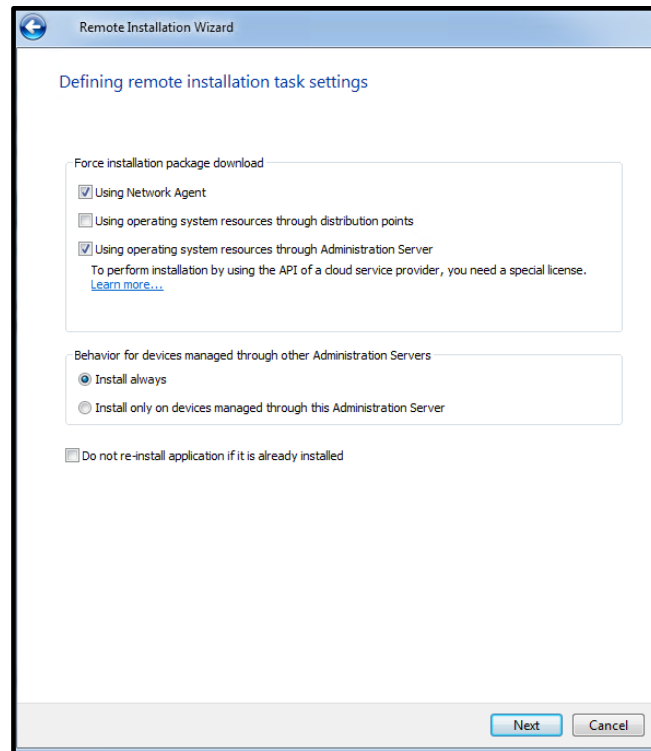 Remote Installation Wizard
Defining remote installation task settings
Force installation package download
Using Network Agent
Using operating system resources through distribution points
Using operating system resources through Administration Server
To perform installation by using the API of a cloud service provider, you need a special license.
Learn more...
Behavior for devices managed through other Administration Servers
Install always
Install only on devices managed through this Administration Server
Do not re-install application if it is already installed
Next Cancel